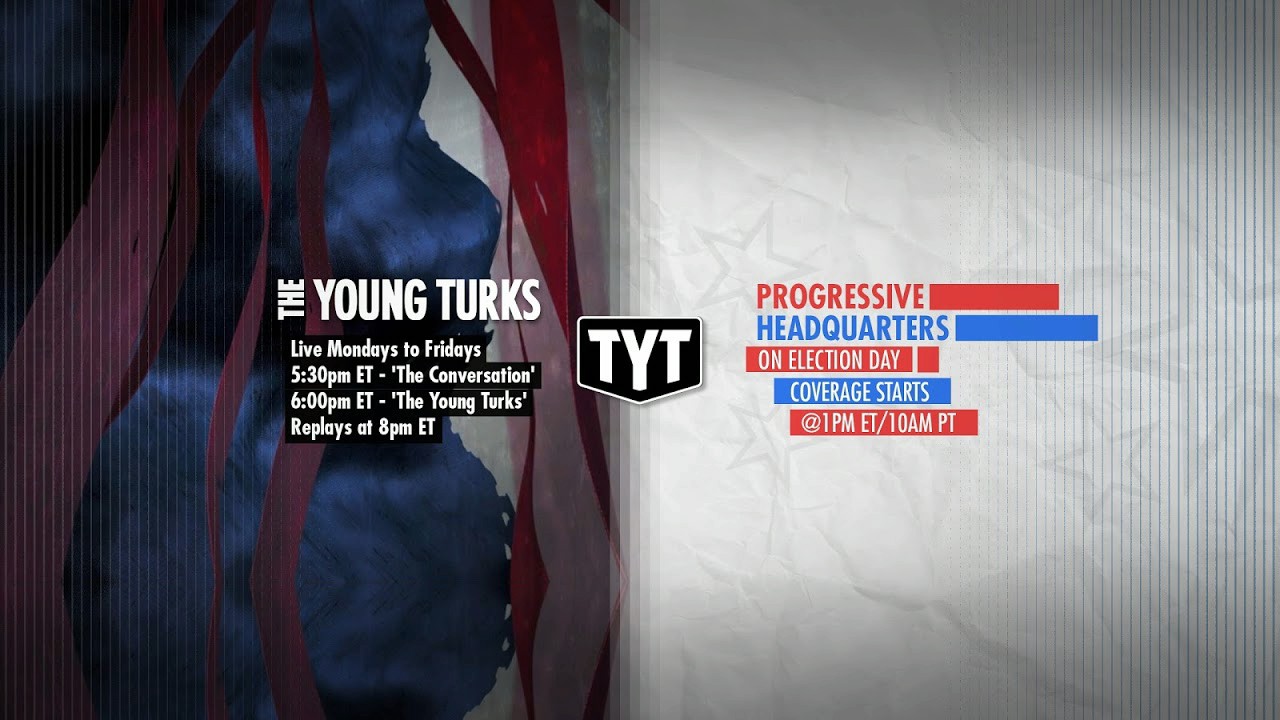 THE YOUNG TURKS
Live Mondays to Fridays
5:30pm ET - 'The Conversation'
6:00pm ET - 'The Young Turks'
Replays at 8pm ET
TYT
PROGRESSIVE
HEADQUARTERS
ON ELECTION DAY
COVERAGE STARTS
@1PM ET/10AM PT